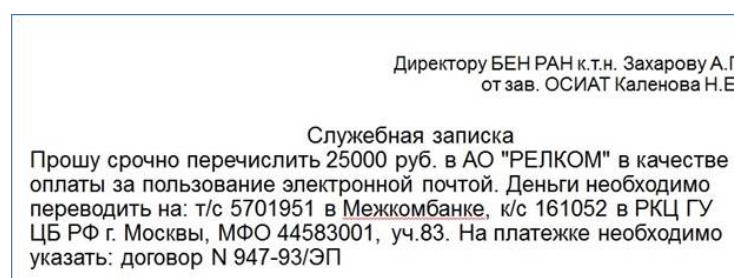 Директору БЕН РАН к.т.н. Захарову А.
от зав. ОСИАТ Каленова Н.Е
Служебная записка
Прошу срочно перечислить 25000 руб. в АО "РЕЛКОМ" в качестве
оплаты за пользование электронной почтой. Деньги необходимо
переводить на: т/с 5701951 в Межкомбанке, к/с 161052 в РКЦ ГУ
ЦБ РФ г. Москвы, МФО 44583001, уч.83. На платежке необходимо
указать: договор N 947-93/ЭП